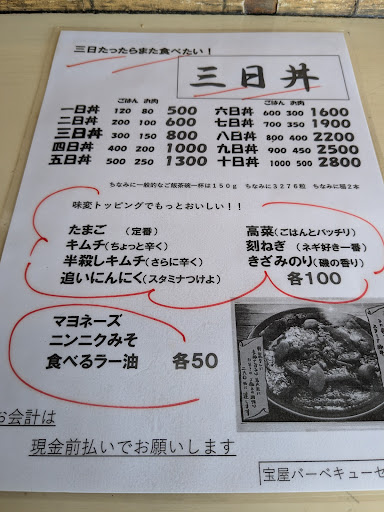 三日たったらまた食べたい！
三日丼
ごはん お肉
一日丼 120 80 500
二日丼 200 100 600
三日丼 300 150 800
四日丼 400 200 1000
五日丼 500 250 1300
ごはん お肉
六日丼 600 300 1600
七日丼 700 350 1900
八日丼 800 400 2200
九日丼 900 450 2500
十日丼 1000 500 2800
ちなみに一般的なご飯茶碗一杯は150g ちなみに3276粒 ちなみに猫2本
味変トッピングでもっとおいしい！！
たまご (定番)
キムチ(ちょっと辛く)
半殺しキムチ(さらに辛く)
追いにんにく(スタミナつけよ)
高菜(ごはんとバッチリ)
刻ねぎ (ネギ好き一番)
きざみのり(磯の香り)
各100
マヨネーズ
ニンニクみそ
食べるラー油 各50
お会計は
現金前払いでお願いします
宝屋バーベキューセ